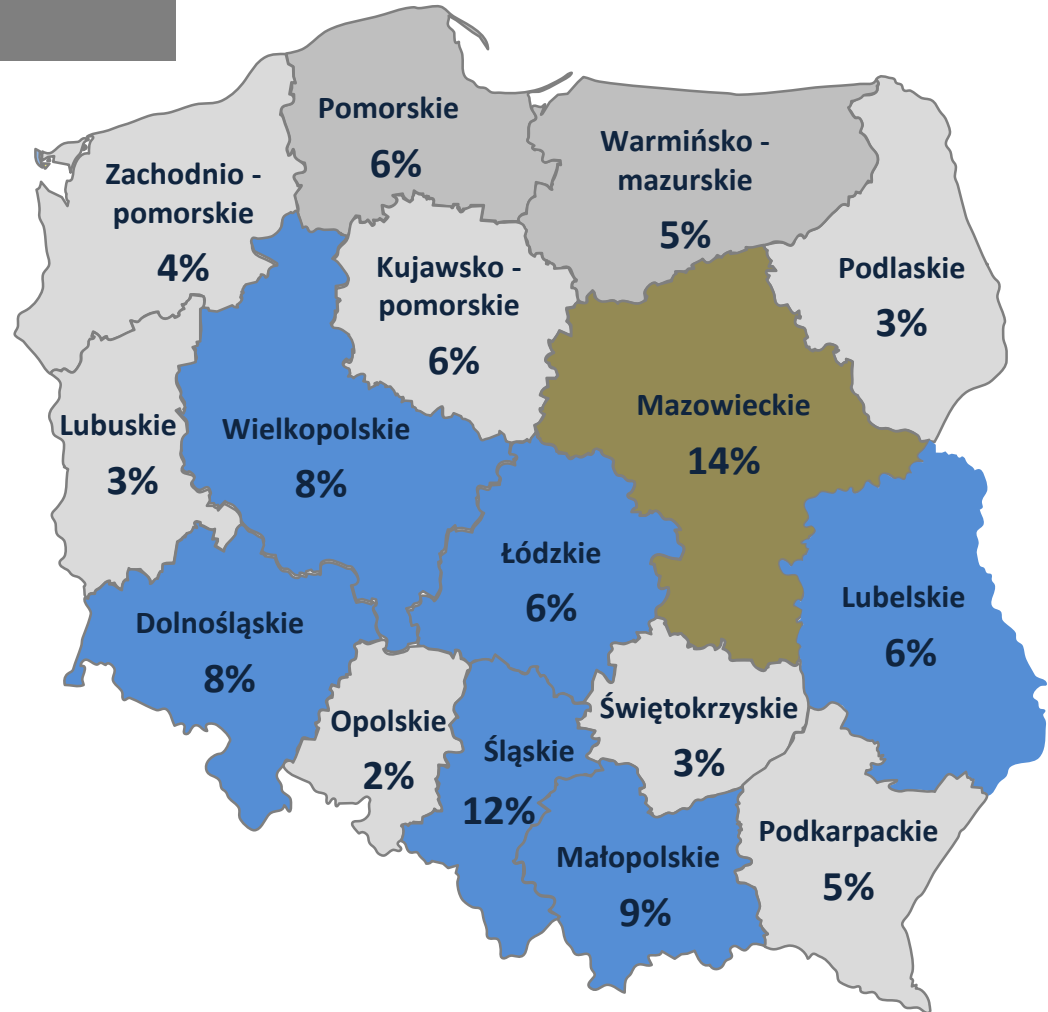 Pomorskie
6%
Warmińsko -
mazurskie
5%
Zachodnio -
pomorskie
4%
Kujawsko -
pomorskie
6%
Podlaskie
3%
Lubuskie
3%
Wielkopolskie
8%
Mazowieckie
14%
Łódzkie
6%
Lubelskie
6%
Dolnośląskie
8%
Opolskie
2%
Śląskie
12%
Świętokrzyskie
3%
Małopolskie
9%
Podkarpackie
5%